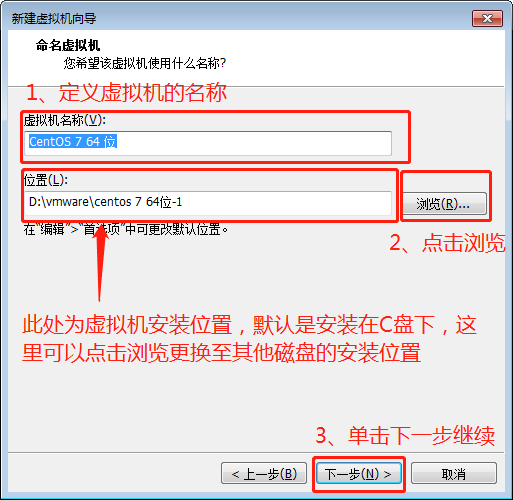 新建虚拟机向导
命名虚拟机
您希望该虚拟机使用什么名称?
1、定义虚拟机的名称
虚拟机名称(V):
CentOS 7 64 位
位置(L):
D:\vmware\centos 7 64位-1
浏览(R)...
在"编辑">"首选项"中可更改默认位置。
2、点击浏览
此处为虚拟机安装位置，默认是安装在C盘下，这
里可以点击浏览更换至其他磁盘的安装位置
3、单击下一步继续
< 上一步(B)
下一步(N) >
取消